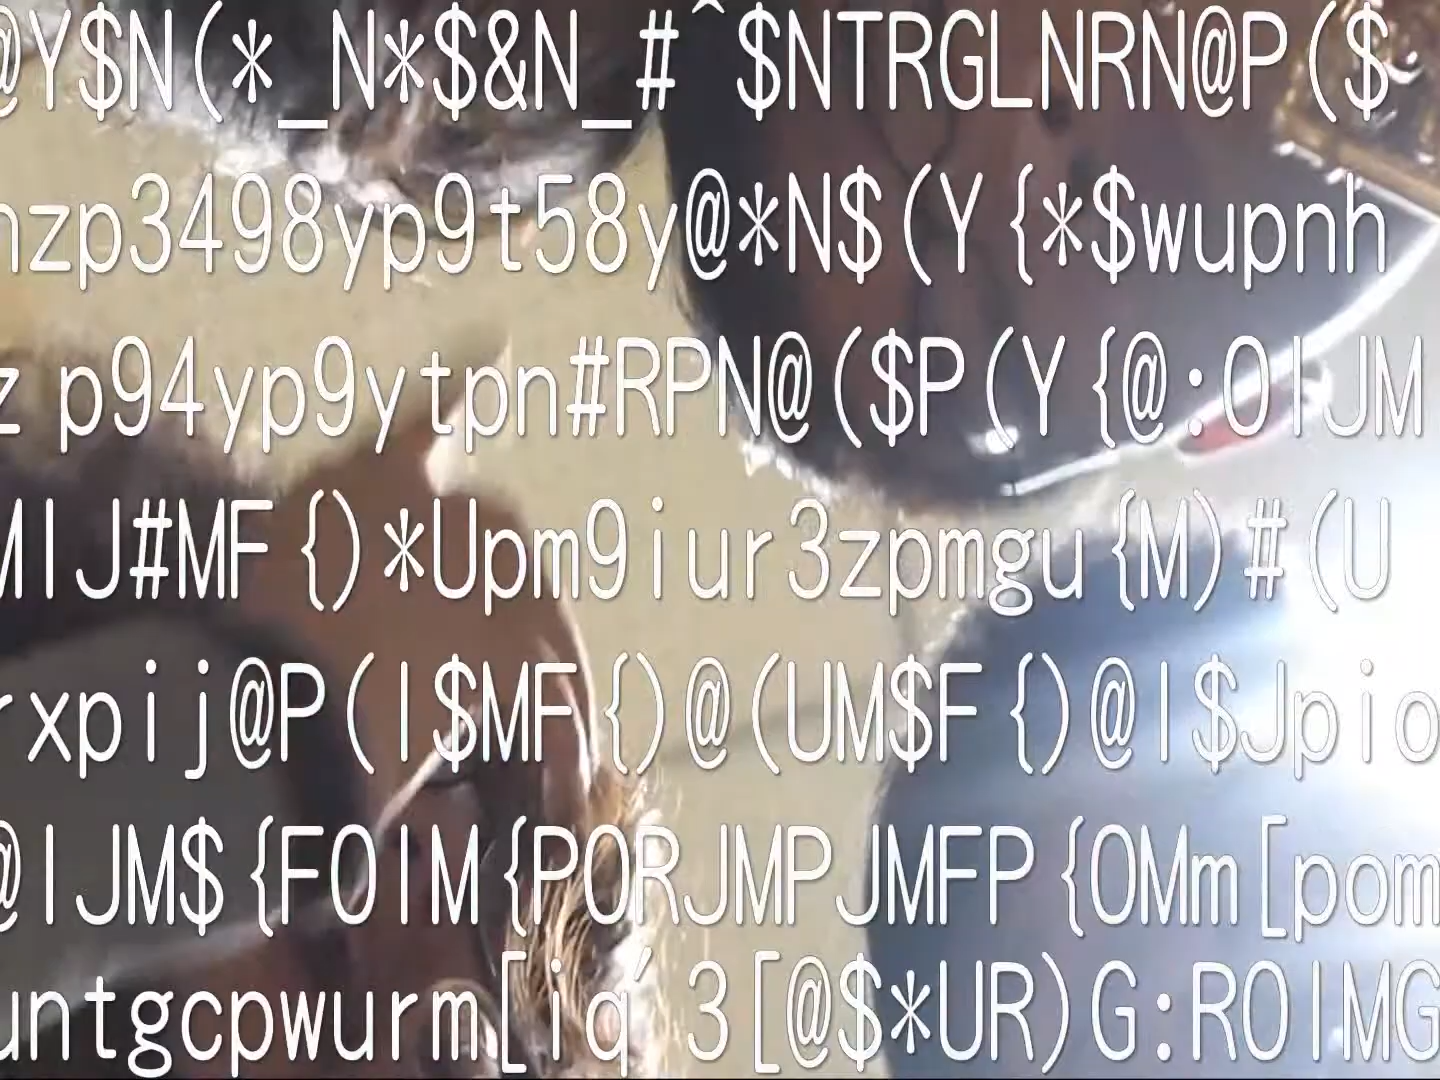 @Y$N(*_N*$&N_#^$NTRGLNRN@P($
nzp3498yp9t58y@*N$(Y{*$wupnh
z p94yp9ytpn#RPN@($P(Y{@:OIJM
MIJ#MF{)*Upm9iur3zpmgu{M)#(U
rxpij@P(I$MF{)@(UM$F{)@I$Jpio
@IJM${FOIM{PORJMPJMFP{OMm[pom
untgcpwurm[iq´3[@$*UR)G:ROIMG